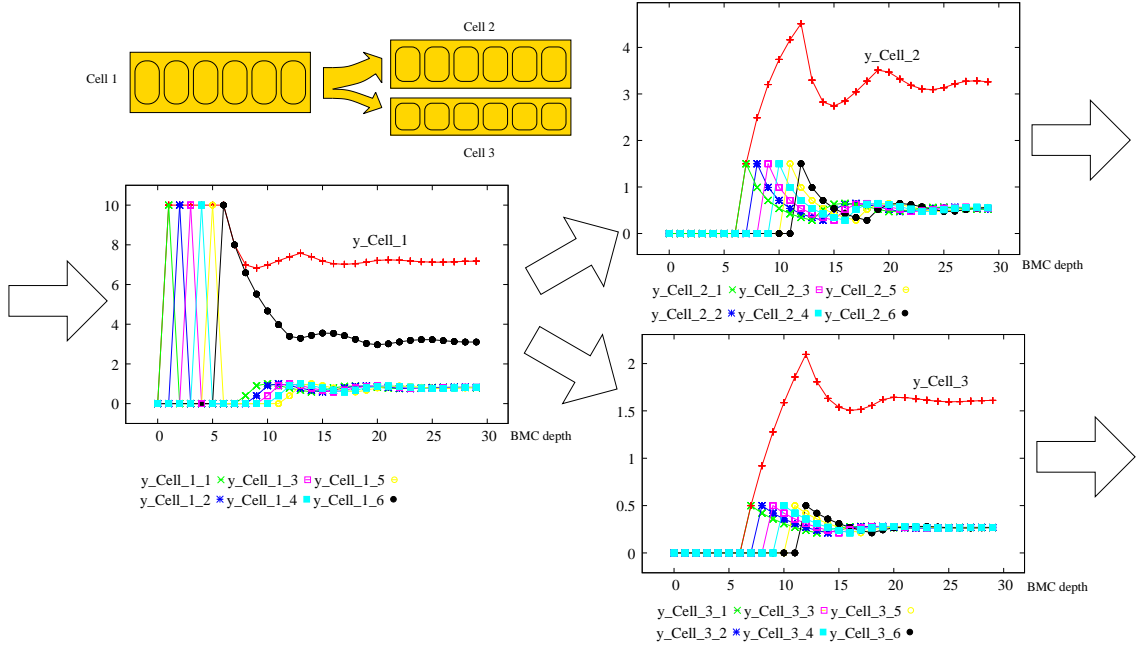 Cell 1
Cell 2
Cell 3
y_Cell_1
10
8
6
4
2
0
0 5 10 15 20 25 30
BMC depth
y_Cell_1_1 y_Cell_1_3 y_Cell_1_5
y_Cell_1_2 y_Cell_1_4 y_Cell_1_6
y_Cell_2
4
3
2
1
0
0 5 10 15 20 25 30
BMC depth
y_Cell_2_1 y_Cell_2_3 y_Cell_2_5
y_Cell_2_2 y_Cell_2_4 y_Cell_2_6
y_Cell_3
2
1.5
1
0.5
0
0 5 10 15 20 25 30
BMC depth
y_Cell_3_1 y_Cell_3_3 y_Cell_3_5
y_Cell_3_2 y_Cell_3_4 y_Cell_3_6